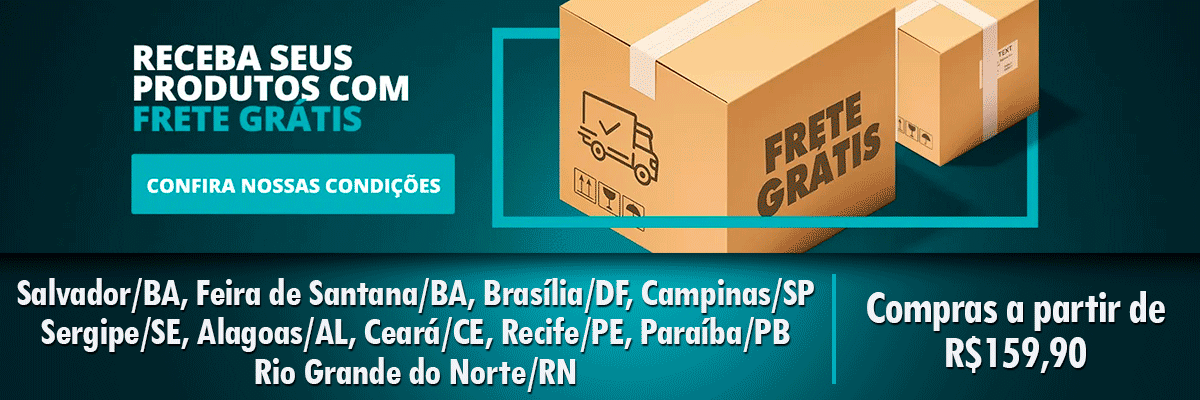 RECEBA SEUS
PRODUTOS COM
FRETE GRÁTIS
CONFIRA NOSSAS CONDIÇÕES
FRETE
GRÁTIS
TEXT
Salvador/BA, Feira de Santana/BA, Brasília/DF, Campinas/SP
Sergipe/SE, Alagoas/AL, Ceará/CE, Recife/PE, Paraíba/PB
Rio Grande do Norte/RN
Compras a partir de
R$159,90